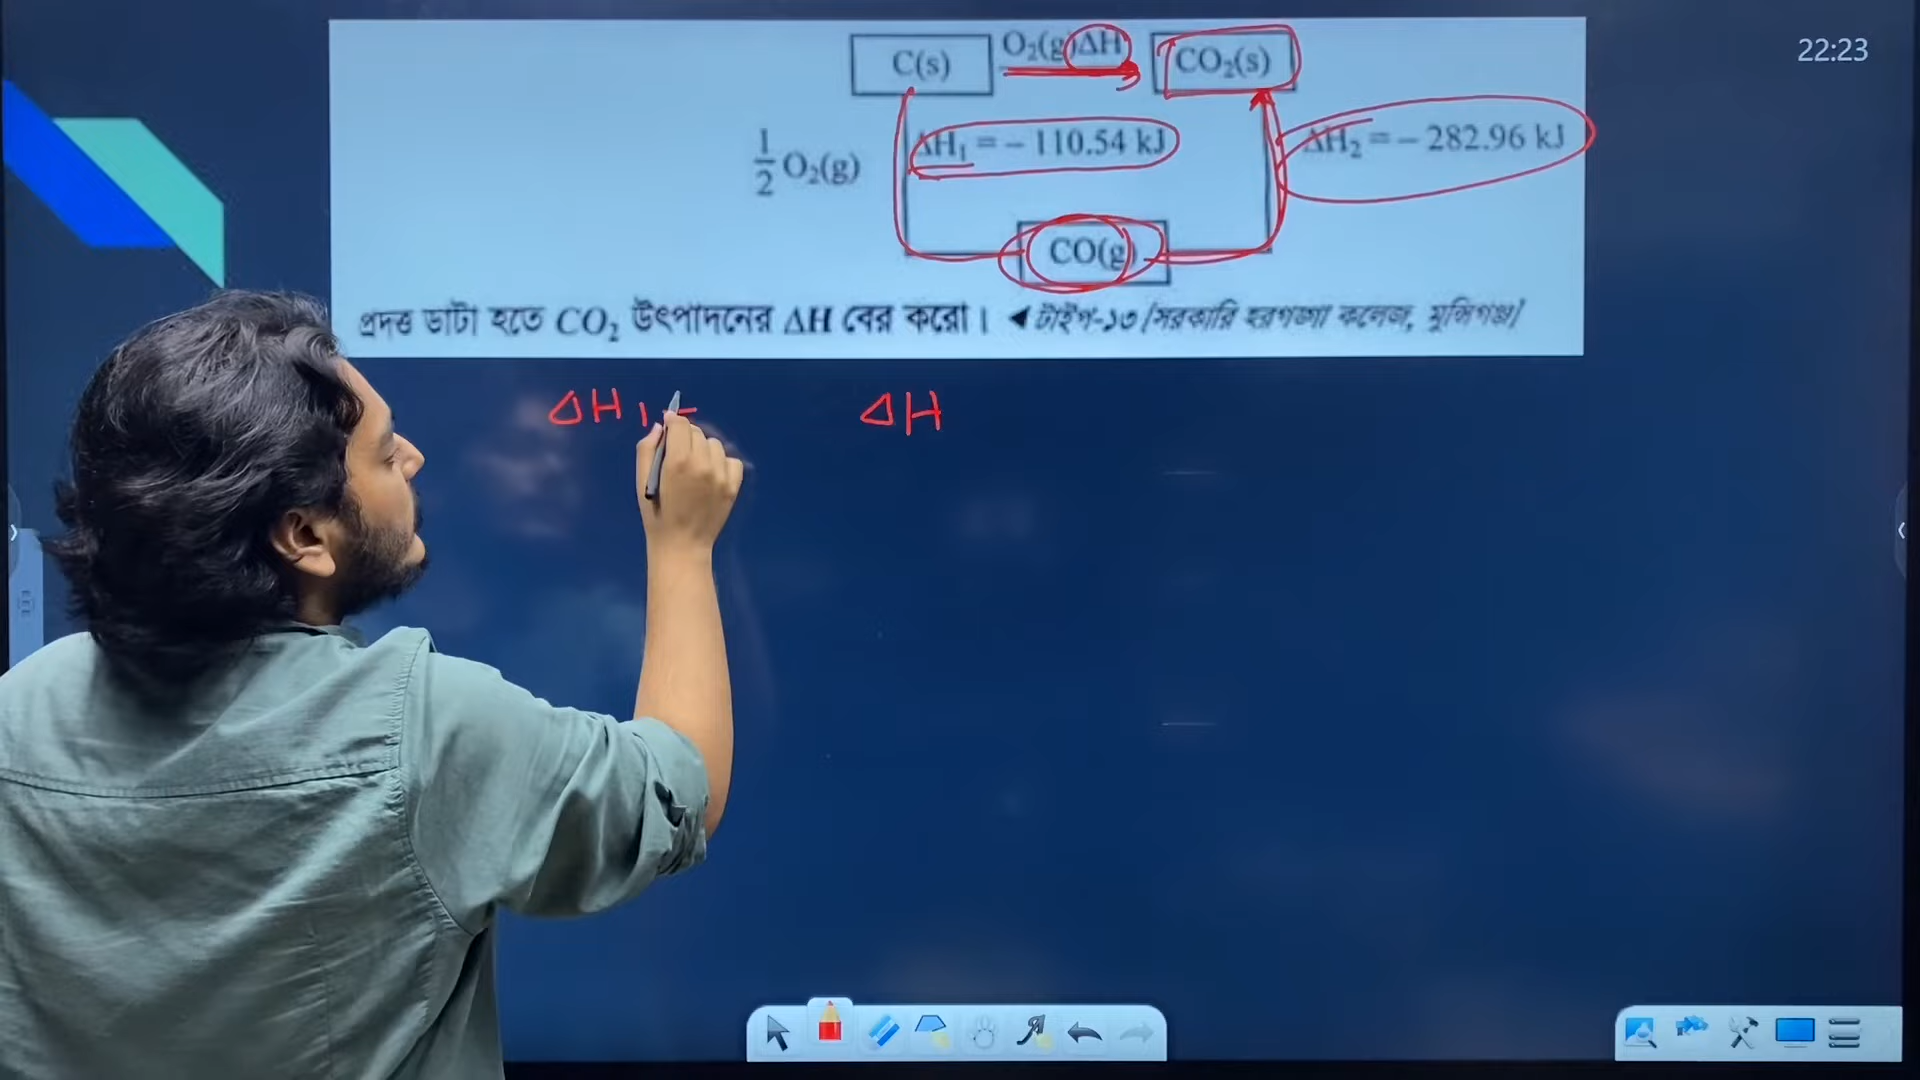 22:23
C(s) O₂(g)ΔH CO₂(s)
½ O₂(g) ΔH₁ = – 110.54 kJ ΔH₂ = – 282.96 kJ
CO(g)
প্রদত্ত ডাটা হতে CO₂ উৎপাদনের ΔH বের করো। ◄ টাইপ-১৩ [সরকারি হরগঙ্গা কলেজ, মুন্সিগঞ্জ]
ΔH₁ ΔH